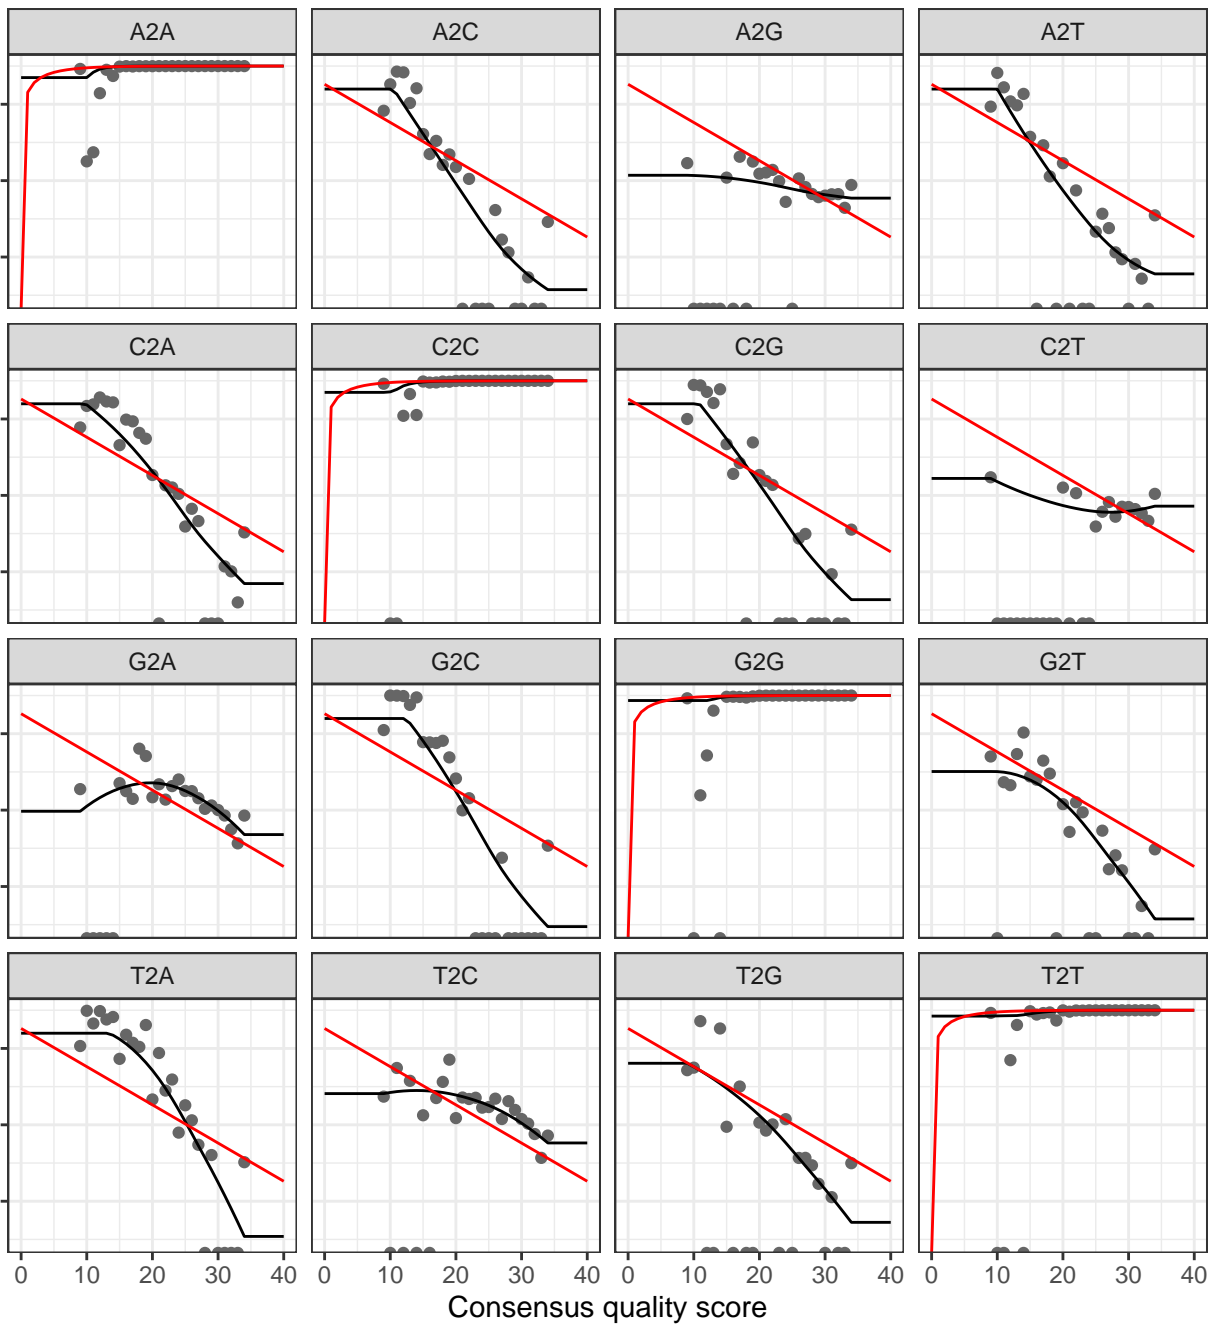 A2A A2C A2G A2T
C2A C2C C2G C2T
G2A G2C G2G G2T
T2A T2C T2G T2T
0 10 20 30 40 0 10 20 30 40 0 10 20 30 40 0 10 20 30 40
Consensus quality score